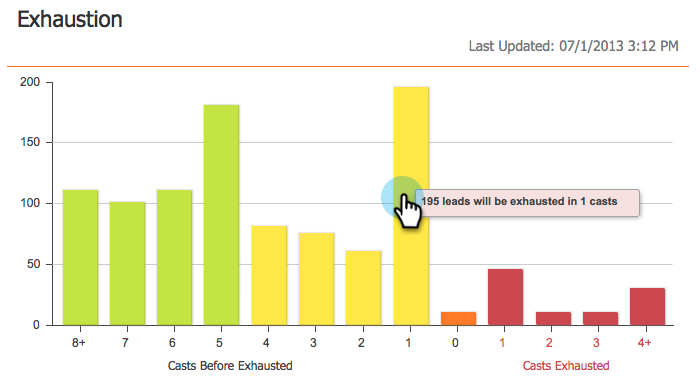 Exhaustion
Last Updated: 07/1/2013 3:12 PM
200
150
100
50
0
195 leads will be exhausted in 1 casts
8+ 7 6 5 4 3 2 1 0 1 2 3 4+
Casts Before Exhausted Casts Exhausted